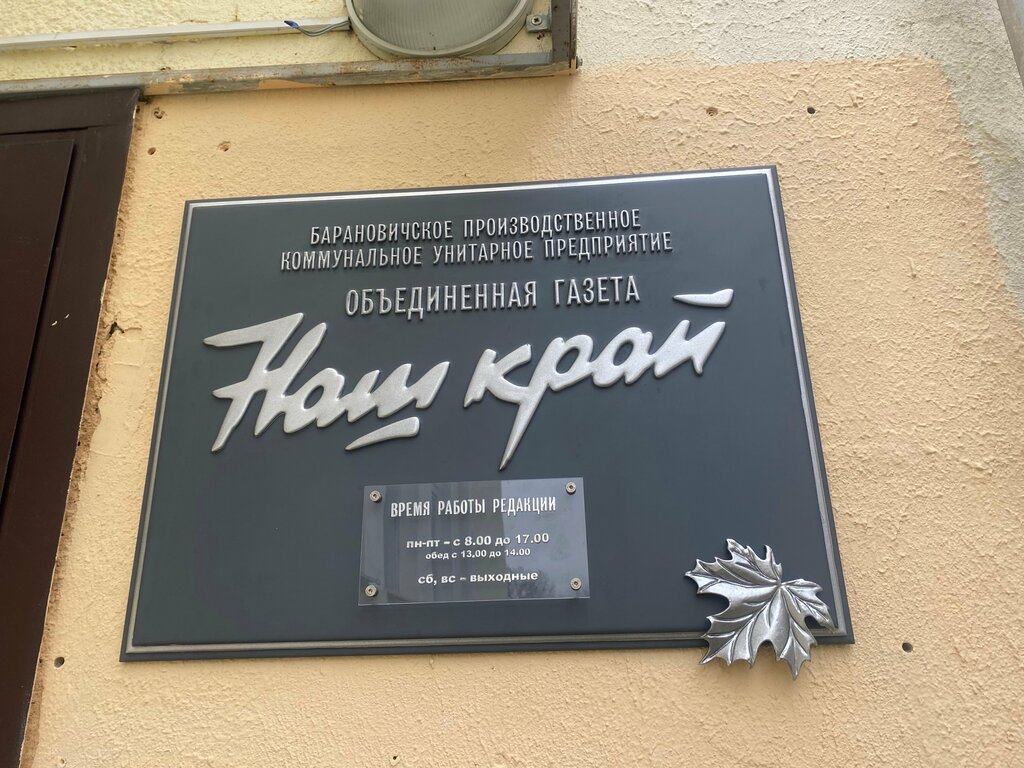 БАРАНОВИЧСКОЕ ПРОИЗВОДСТВЕННОЕ
КОММУНАЛЬНОЕ УНИТАРНОЕ ПРЕДПРИЯТИЕ
ОБЪЕДИНЕННАЯ ГАЗЕТА
Наш край
ВРЕМЯ РАБОТЫ РЕДАКЦИИ
пн-пт - с 8.00 до 17.00
обед с 13.00 до 14.00
сб, вс - выходные